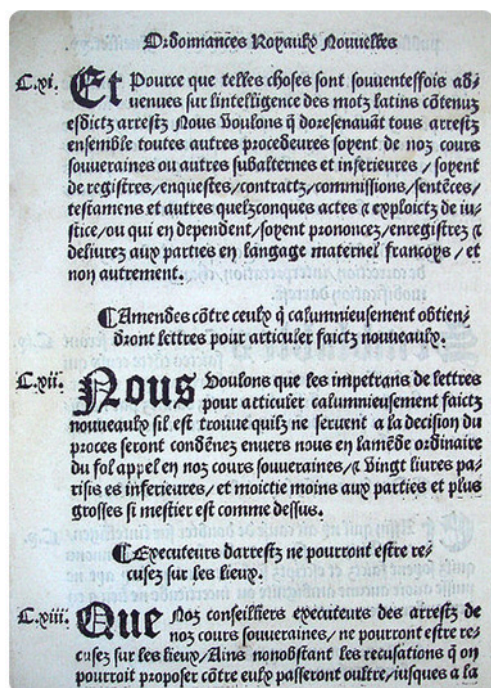 Ordonnances Royaulx Nouuelles
C.xi. Et Pource que telles choses sont souuenteffois ad⸗
uenues sur lintelligence des motz latins cõtenuz
esdictz arrestz Nous Voulons q̃ doresenauãt tous arrestz
ensemble toutes autres procedeures soyent de noz cours
souueraines ou autres subalternes et inferieures / soyent
de registres/enquestes/contractz/commissions/sentẽces/
testamens et autres quelzconques actes ⁊ exploictz de iu⸗
stice/ou qui en dependent/soyent prononcez/enregistrez ⁊
deliurez aux parties en langage maternel francoys / et
non autrement.
¶Amendes cõtre ceulx q̃ calumnieusement obtien⸗
dront lettres pour articuler faictz nouueaulx.
C.xii. Nous Voulons que les impetrans de lettres
pour articuler calumnieusement faictz
nouueaulx sil est trouue quilz ne seruent a la decision du
proces seront condẽnez enuers nous en lamẽde ordinaire
du fol appel en noz cours souueraines/⁊ Vingt liures pa⸗
risis es inferieures/et moictie moins aux parties et plus
grosses si mestier est comme dessus.
¶Executeurs darrestz ne pourront estre re⸗
cusez sur les lieux.
C.xiii. Que Noz conseilliers executeurs des arrestz de
noz cours souueraines/ne pourront estre re⸗
cusez sur les lieux/Ains nonobstant les recusations q̃ on
pourroit proposer cõtre eulx passeront oultre/iusques a la